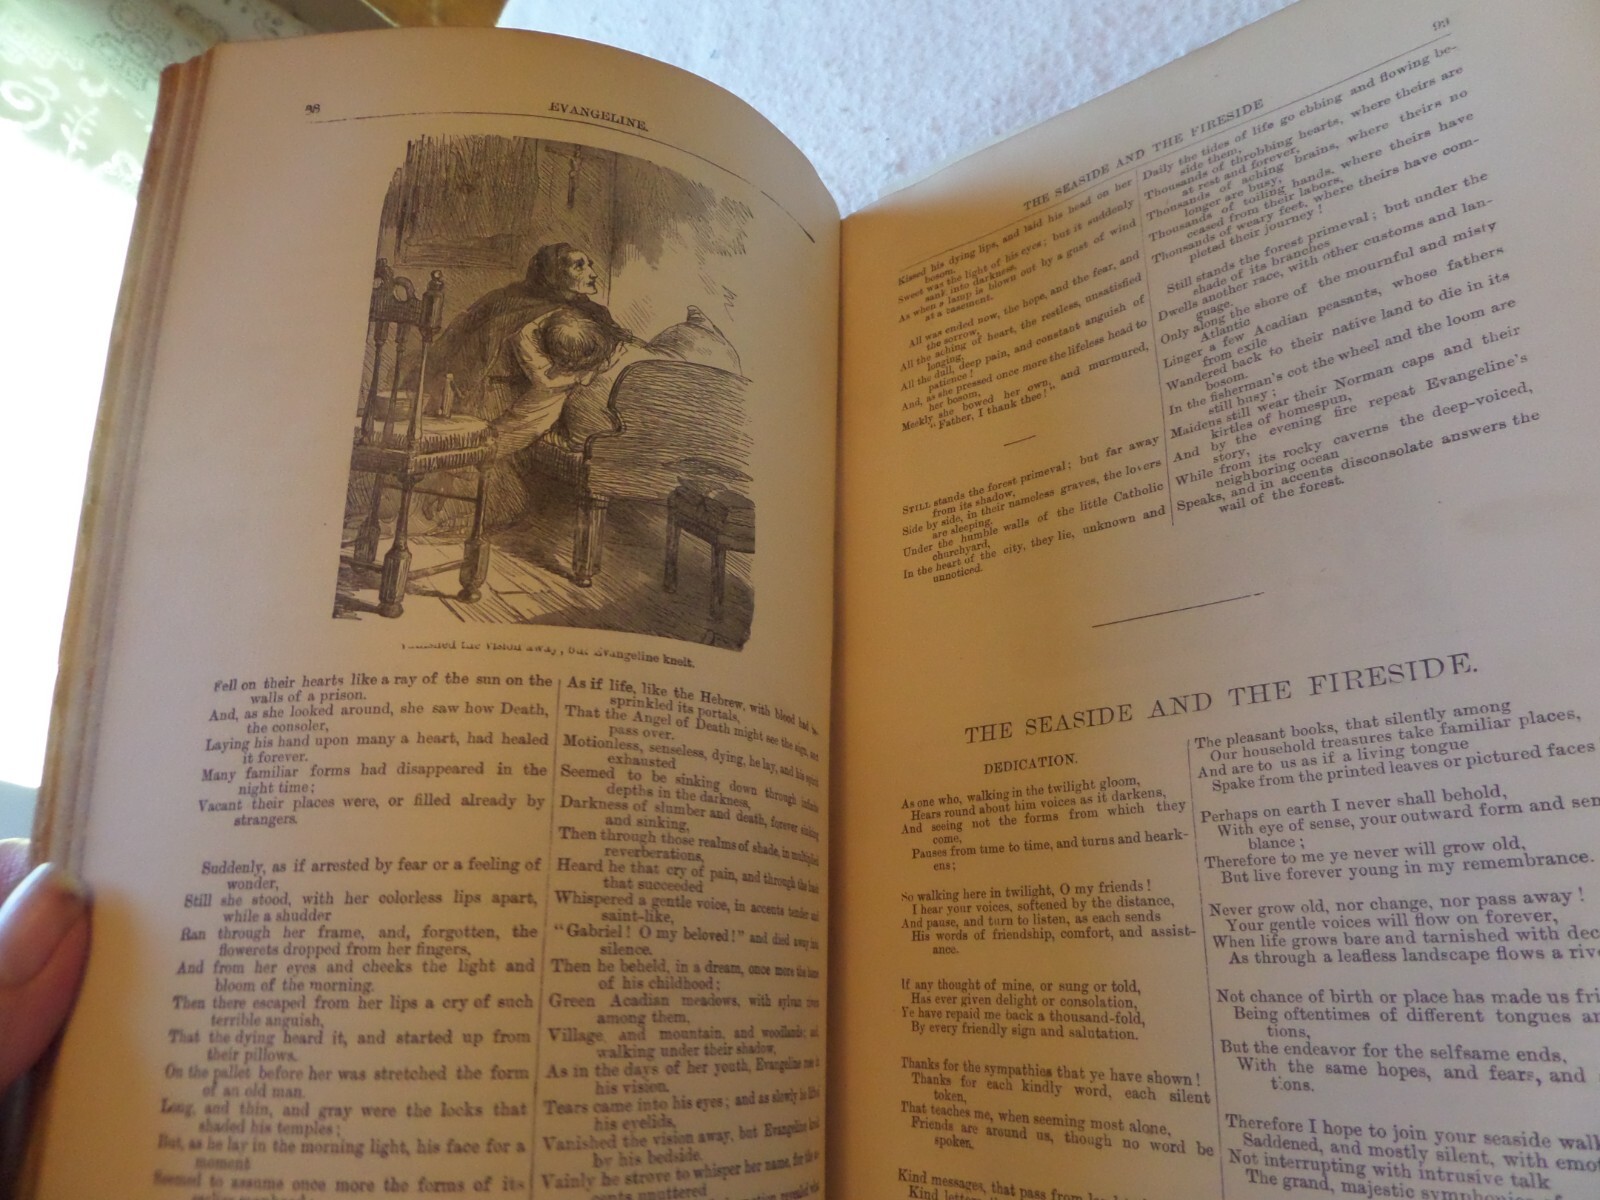 EVANGELINE.
the vision away, but Evangeline knelt.
Fell on their hearts like a ray of the sun on the
walls of a prison.
And, as she looked around, she saw how Death,
the consoler,
Laying his hand upon many a heart, had healed
it forever.
Many familiar forms had disappeared in the
night time;
Vacant their places were, or filled already by
strangers.
Suddenly, as if arrested by fear or a feeling of
wonder,
Still she stood, with her colorless lips apart,
while a shudder
Ran through her frame, and, forgotten, the
flowerets dropped from her fingers,
And from her eyes and cheeks the light and
bloom of the morning.
Then there escaped from her lips a cry of such
terrible anguish,
That the dying heard it, and started up from
their pillows.
On the pallet before her was stretched the form
of an old man.
Long, and thin, and gray were the locks that
shaded his temples;
But, as he lay in the morning light, his face for a
moment
Seemed to assume once more the forms of its
As if life, like the Hebrew, with blood had
sprinkled its portals,
That the Angel of Death might see the sign, and
pass over.
Motionless, senseless, dying, he lay, and his spirit
exhausted
Seemed to be sinking down through infinite
depths in the darkness,
Darkness of slumber and death, forever sinking
and sinking,
Then through those realms of shade, in multiplied
reverberations,
Heard he that cry of pain, and through the hush
that succeeded
Whispered a gentle voice, in accents tender and
saint-like,
"Gabriel! O my beloved!" and died away into
silence.
Then he beheld, in a dream, once more the home
of his childhood;
Green Acadian meadows, with sylvan rivers
among them,
Village, and mountain, and woodlands; and
walking under their shadow,
As in the days of her youth, Evangeline rose in
his vision.
Tears came into his eyes; and as slowly he lifted
his eyelids,
Vanished the vision away, but Evangeline knelt
by his bedside.
Vainly he strove to whisper her name, for the
unuttered
THE SEASIDE AND THE FIRESIDE
93
Kissed his dying lips, and laid his head on her
bosom.
Sweet was the light of his eyes; but it suddenly
sank into darkness,
As when a lamp is blown out by a gust of wind
at a casement.
All was ended now, the hope, and the fear, and
the sorrow,
All the aching of heart, the restless, unsatisfied
longing,
All the dull, deep pain, and constant anguish of
patience!
And, as she pressed once more the lifeless head to
her bosom,
Meekly she bowed her own, and murmured,
"Father, I thank thee!"
STILL stands the forest primeval; but far away
from its shadow,
Side by side, in their nameless graves, the lovers
are sleeping.
Under the humble walls of the little Catholic
churchyard,
In the heart of the city, they lie, unknown and
unnoticed.
Daily the tides of life go ebbing and flowing be-
side them,
Thousands of throbbing hearts, where theirs are
at rest and forever,
Thousands of aching brains, where theirs no
longer are busy,
Thousands of toiling hands, where theirs have
ceased from their labors,
Thousands of weary feet, where theirs have com-
pleted their journey!
Still stands the forest primeval; but under the
shade of its branches
Dwells another race, with other customs and lan-
guage.
Only along the shore of the mournful and misty
Atlantic
Linger a few Acadian peasants, whose fathers
from exile
Wandered back to their native land to die in its
bosom.
In the fisherman's cot the wheel and the loom are
still busy;
Maidens still wear their Norman caps and their
kirtles of homespun,
And by the evening fire repeat Evangeline's
story,
While from its rocky caverns the deep-voiced,
neighboring ocean
Speaks, and in accents disconsolate answers the
wail of the forest.
THE SEASIDE AND THE FIRESIDE.
DEDICATION.
As one who, walking in the twilight gloom,
Hears round about him voices as it darkens,
And seeing not the forms from which they
come,
Pauses from time to time, and turns and heark-
ens;
So walking here in twilight, O my friends!
I hear your voices, softened by the distance,
And pause, and turn to listen, as each sends
His words of friendship, comfort, and assist-
ance.
If any thought of mine, or sung or told,
Has ever given delight or consolation,
Ye have repaid me back a thousand-fold,
By every friendly sign and salutation.
Thanks for the sympathies that ye have shown!
Thanks for each kindly word, each silent
token,
That teaches me, when seeming most alone,
Friends are around us, though no word be
spoken.
Kind messages, that pass from
Kind
The pleasant books, that silently among
Our household treasures take familiar places,
And are to us as if a living tongue
Spake from the printed leaves or pictured faces
Perhaps on earth I never shall behold,
With eye of sense, your outward form and sem
blance;
Therefore to me ye never will grow old,
But live forever young in my remembrance.
Never grow old, nor change, nor pass away!
Your gentle voices will flow on forever,
When life grows bare and tarnished with dec
As through a leafless landscape flows a riv
Not chance of birth or place has made us fri
Being oftentimes of different tongues an
tions,
But the endeavor for the selfsame ends,
With the same hopes, and fears, and
tions.
Therefore I hope to join your seaside walk
Saddened, and mostly silent, with emot
Not interrupting with intrusive talk
The grand, majestic